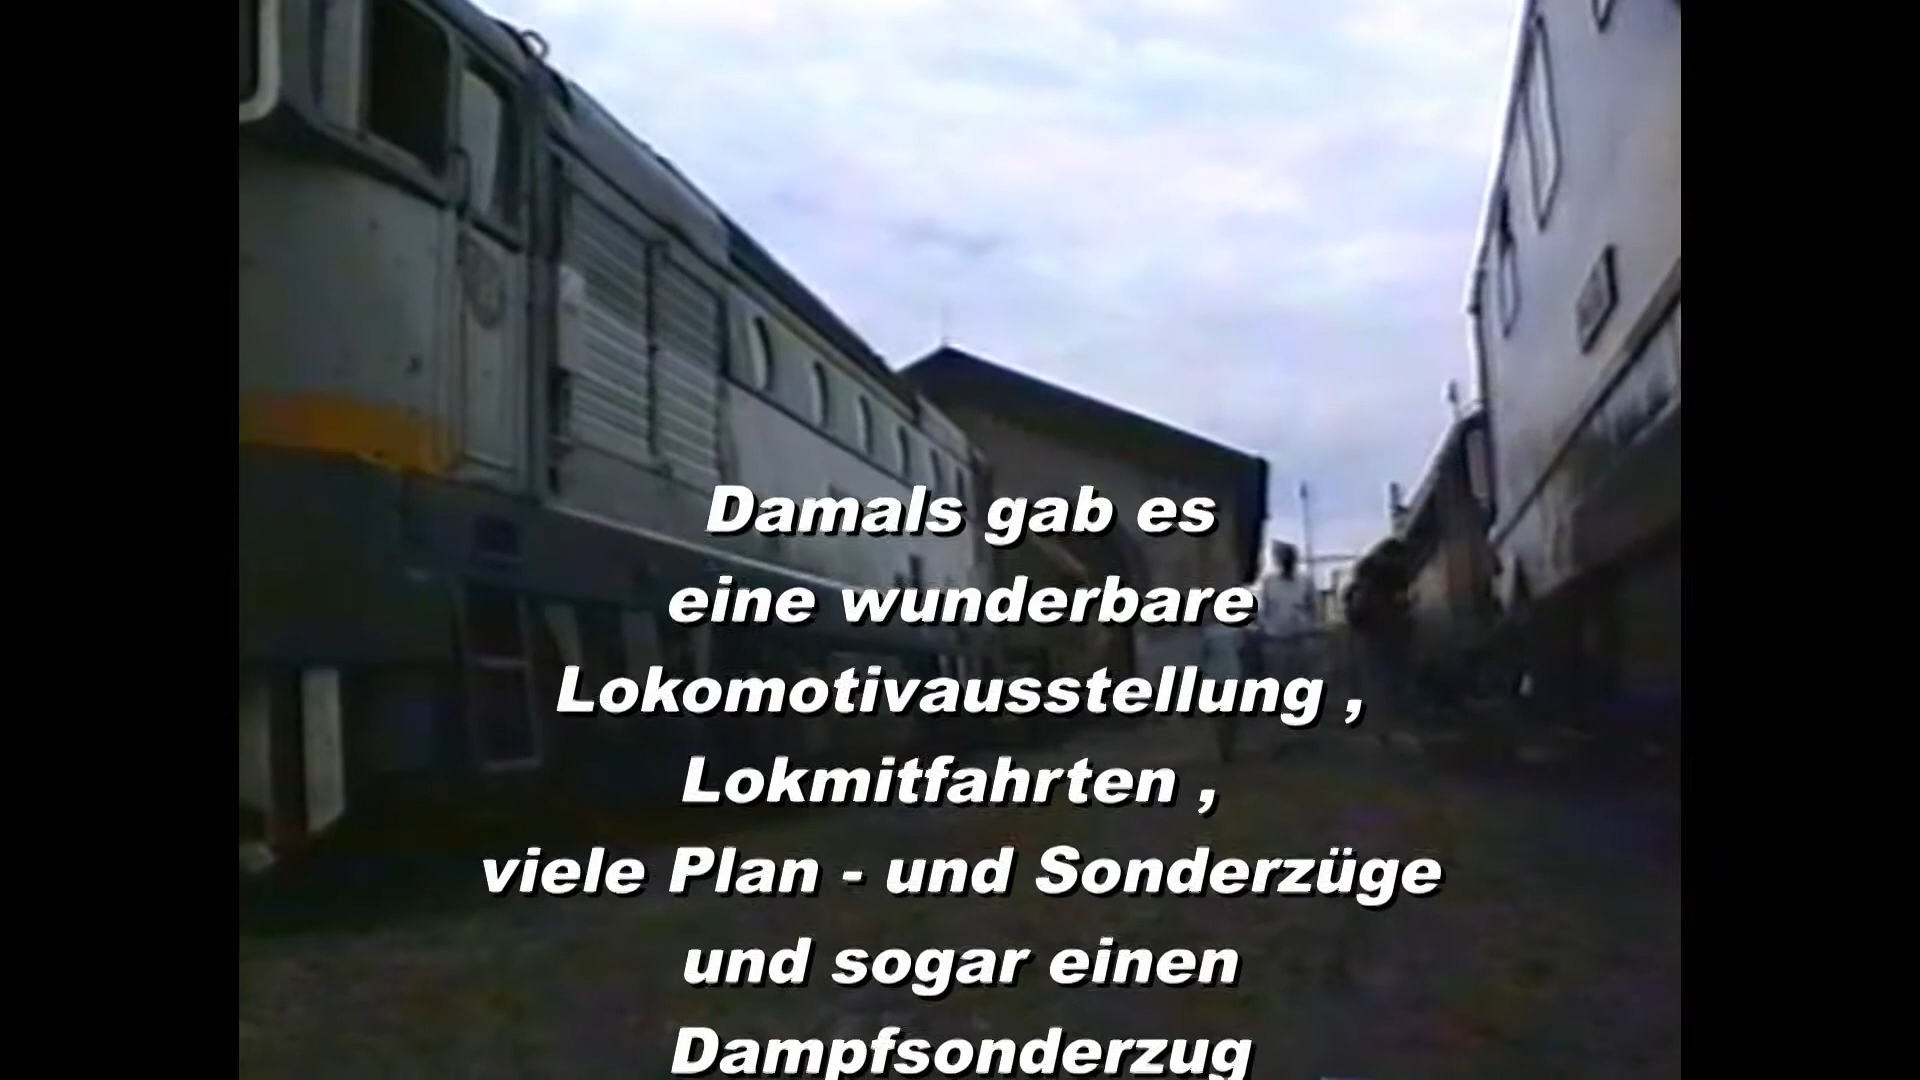 Damals gab es
eine wunderbare
Lokomotivausstellung ,
Lokmitfahrten ,
viele Plan - und Sonderzüge
und sogar einen
Dampfsonderzug